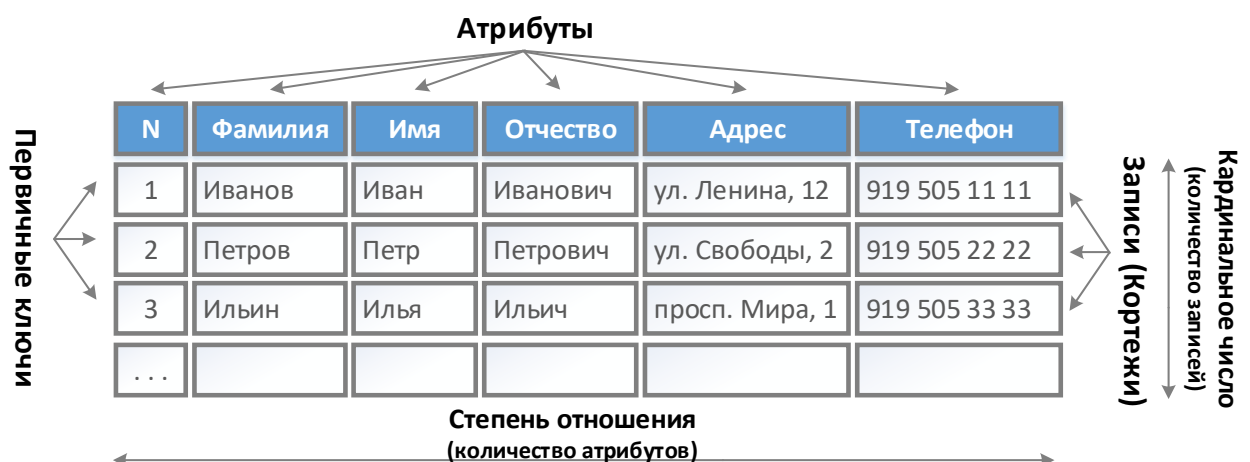 Атрибуты
N Фамилия Имя Отчество Адрес Телефон
1 Иванов Иван Иванович ул. Ленина, 12 919 505 11 11
2 Петров Петр Петрович ул. Свободы, 2 919 505 22 22
3 Ильин Илья Ильич просп. Мира, 1 919 505 33 33
. . .
Первичные ключи
Записи (Кортежи)
Кардинальное число
(количество записей)
Степень отношения
(количество атрибутов)